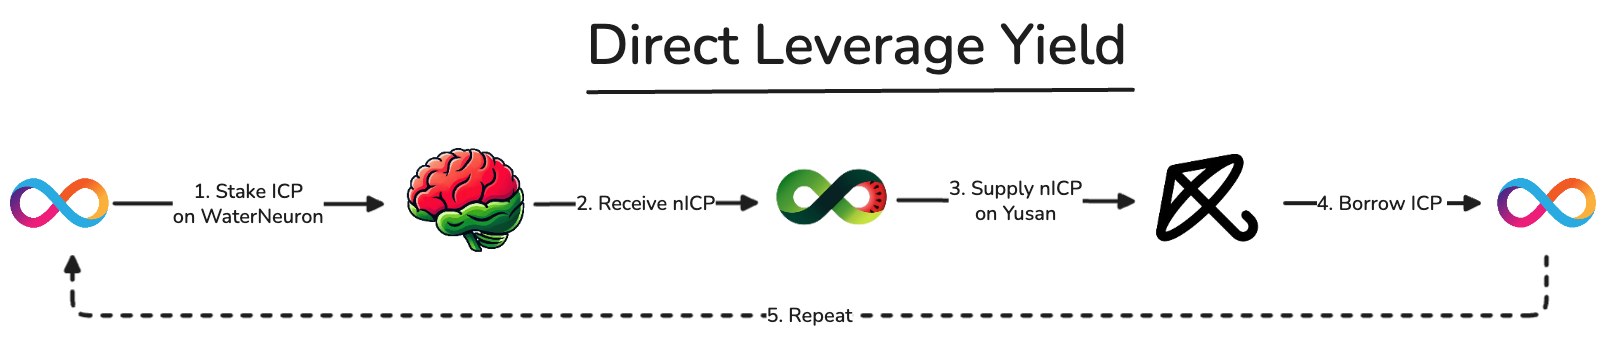 Direct Leverage Yield
1. Stake ICP
on WaterNeuron
2. Receive nICP
3. Supply nICP
on Yusan
4. Borrow ICP
5. Repeat